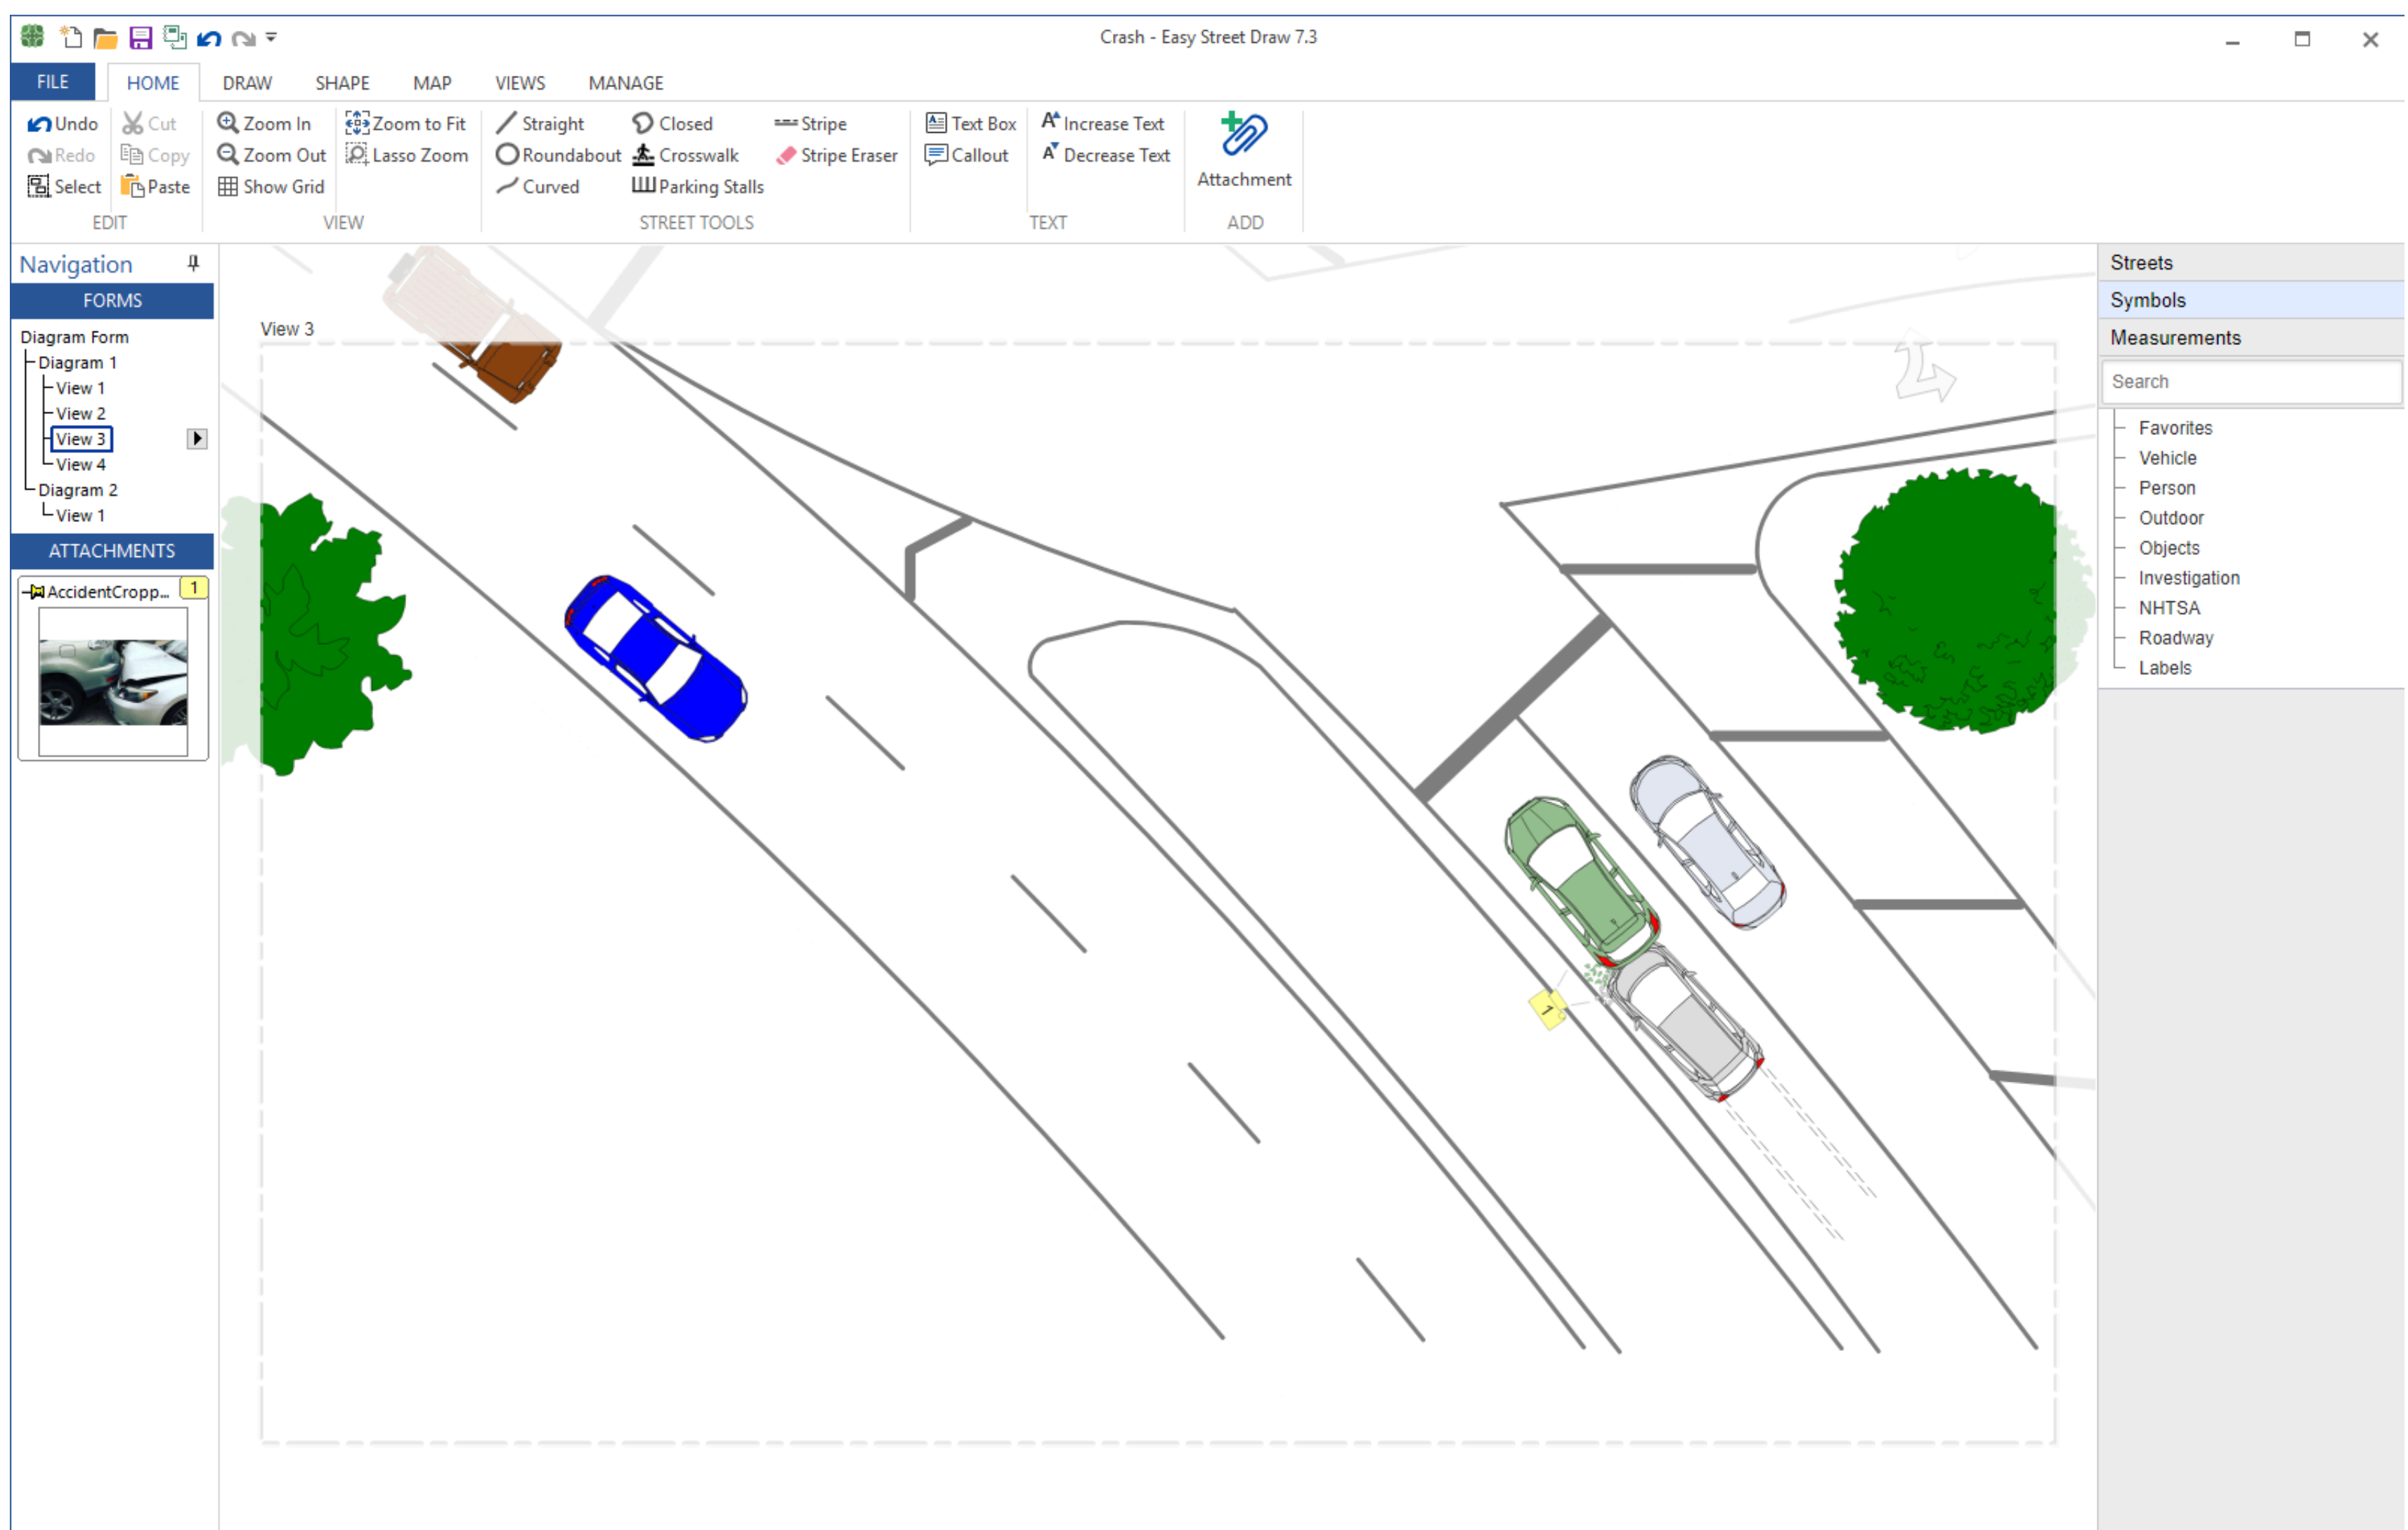 Crash - Easy Street Draw 7.3
FILE HOME DRAW SHAPE MAP VIEWS MANAGE
Undo Cut Zoom In Zoom to Fit Straight Closed Stripe Text Box Increase Text
Redo Copy Zoom Out Lasso Zoom Roundabout Crosswalk Stripe Eraser Callout Decrease Text
Select Paste Show Grid Curved Parking Stalls Attachment
EDIT VIEW STREET TOOLS TEXT ADD
Navigation
FORMS
Diagram Form
Diagram 1
View 1
View 2
View 3
View 4
Diagram 2
View 1
ATTACHMENTS
AccidentCropp... 1
View 3
1
Streets
Symbols
Measurements
Search
Favorites
Vehicle
Person
Outdoor
Objects
Investigation
NHTSA
Roadway
Labels